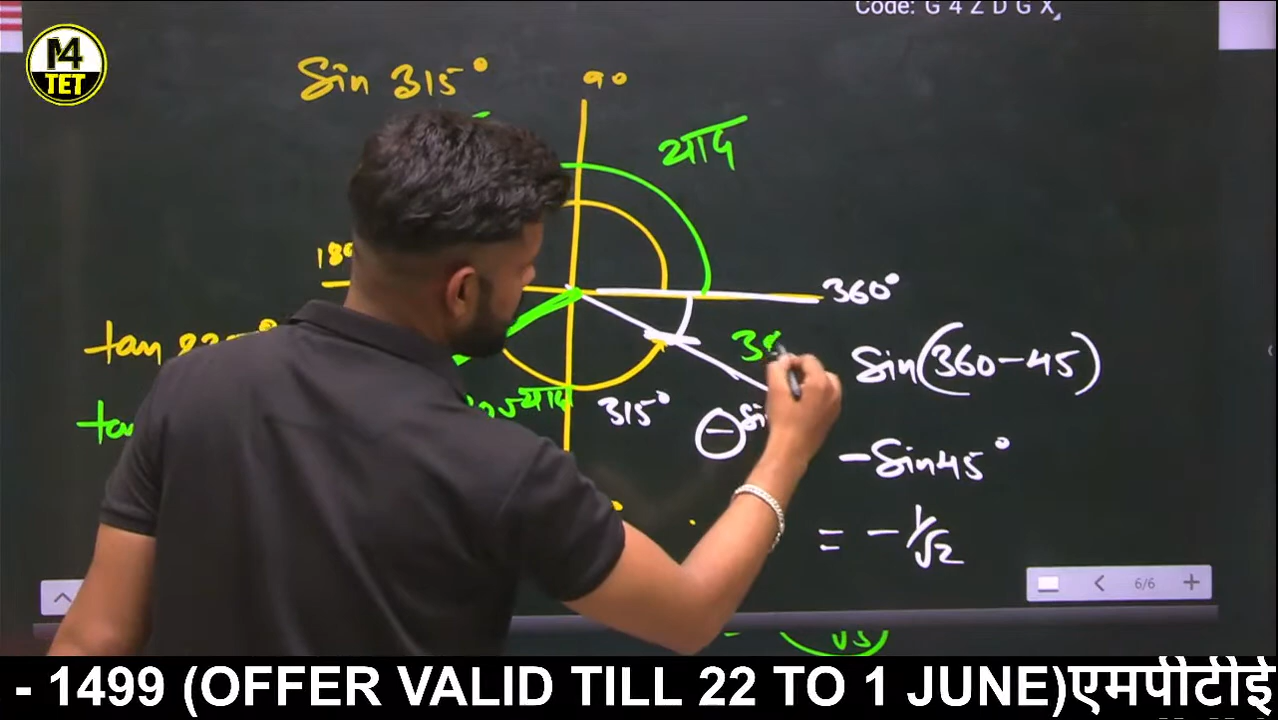 Code: G 4 Z D G X
M4
TET
Sin 315°
90
याद
360°
tan
Sin(360-45)
315°
- Sin45°
= -1/√2
6/6
- 1499 (OFFER VALID TILL 22 TO 1 JUNE)एमपीटीई